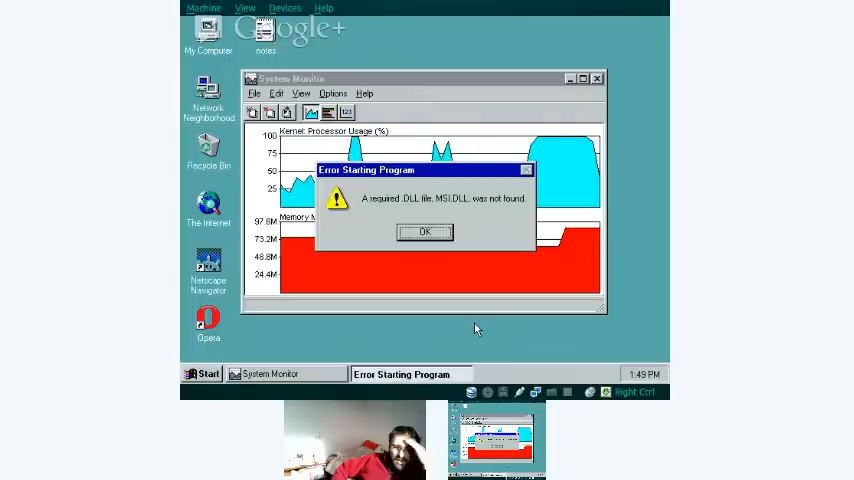 Machine View Devices Help
Google+
My Computer
notes
Network Neighborhood
Recycle Bin
The Internet
Netscape Navigator
Opera
System Monitor
File Edit View Options Help
123
Kernel: Processor Usage (%)
100
75
50
25
Memory M
97.6M
73.2M
48.8M
24.4M
Error Starting Program
A required .DLL file, MSI.DLL, was not found.
OK
Start System Monitor Error Starting Program 1:49 PM
Right Ctrl